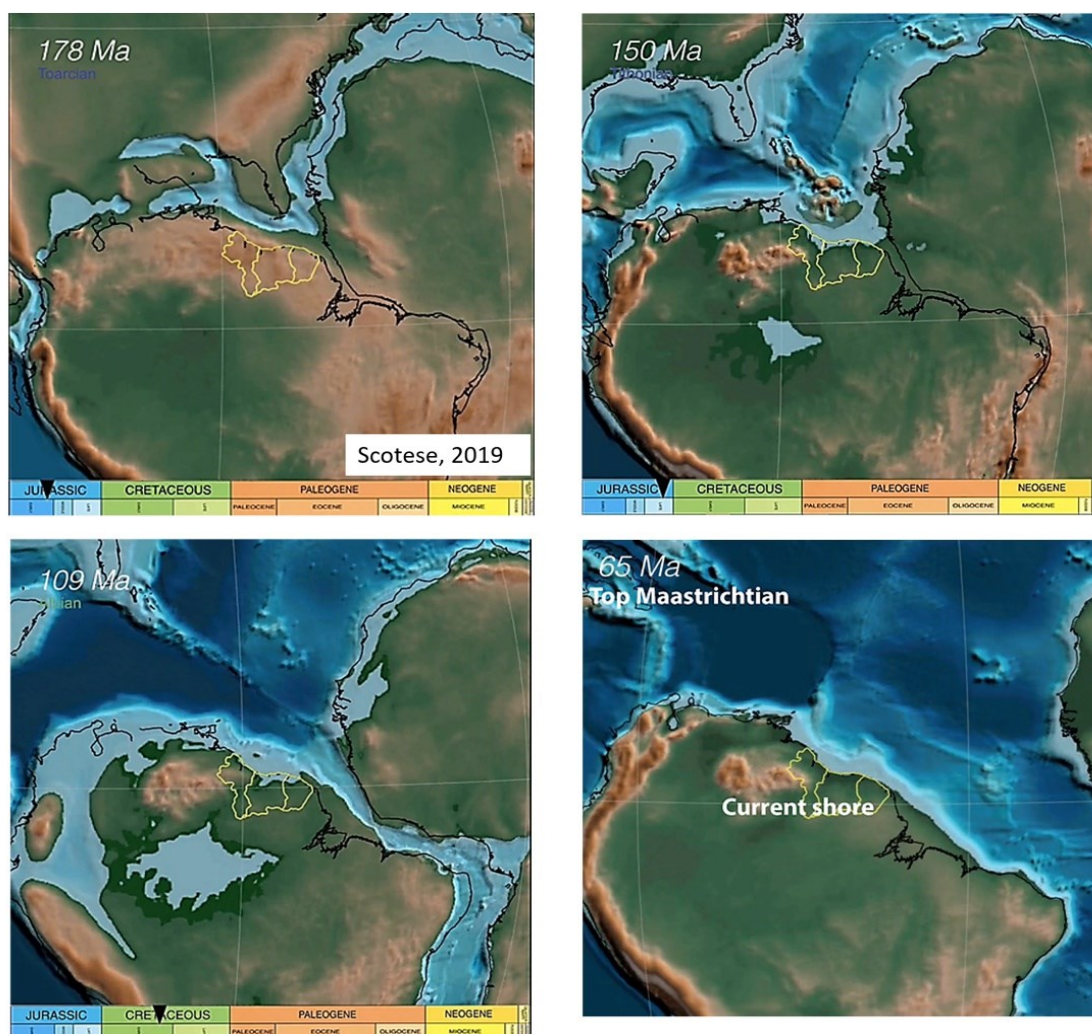 178 Ma
Toarcian
Scotese, 2019
JURASSIC CRETACEOUS PALEOGENE NEOGENE
PALEOCENE EOCENE OLIGOCENE MIOCENE
150 Ma
Tithonian
JURASSIC CRETACEOUS PALEOGENE NEOGENE
PALEOCENE EOCENE OLIGOCENE MIOCENE
109 Ma
Albian
JURASSIC CRETACEOUS PALEOGENE NEOGENE
PALEOCENE EOCENE OLIGOCENE MIOCENE
65 Ma
Top Maastrichtian
Current shore